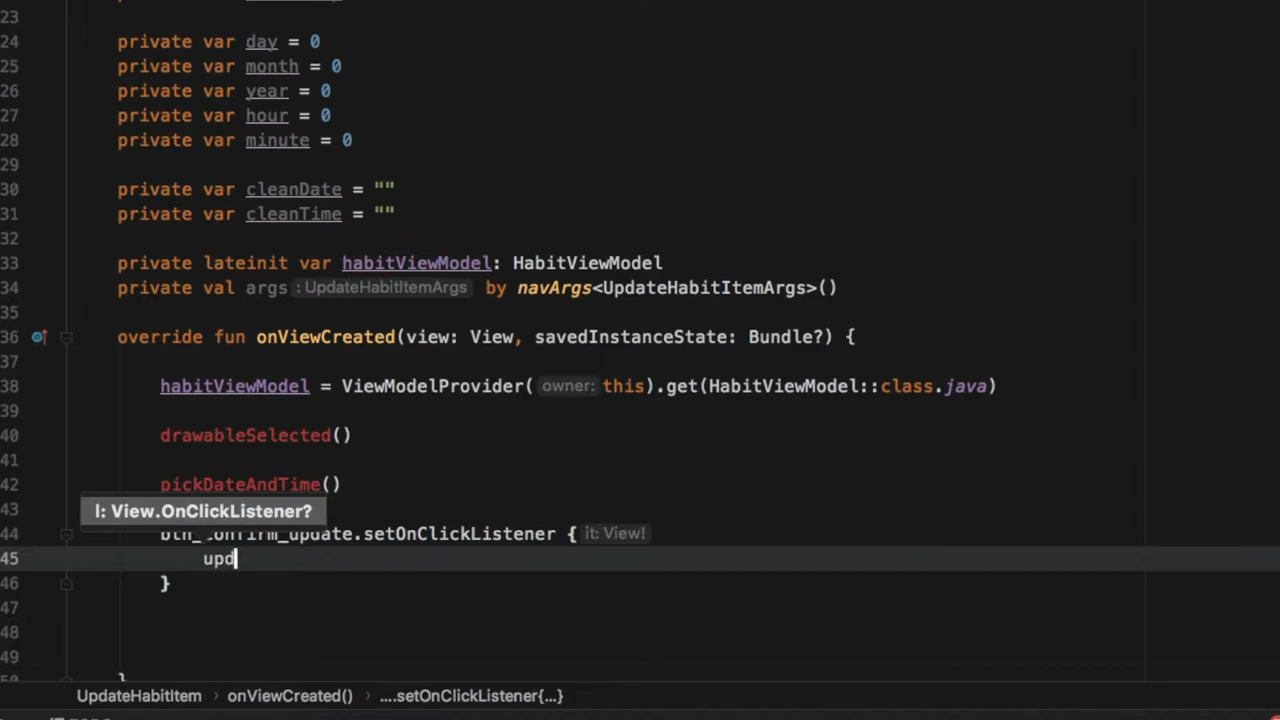 23
24 private var day = 0
25 private var month = 0
26 private var year = 0
27 private var hour = 0
28 private var minute = 0
29
30 private var cleanDate = ""
31 private var cleanTime = ""
32
33 private lateinit var habitViewModel: HabitViewModel
34 private val args : UpdateHabitItemArgs by navArgs<UpdateHabitItemArgs>()
35
36 override fun onViewCreated(view: View, savedInstanceState: Bundle?) {
37
38 habitViewModel = ViewModelProvider( owner: this).get(HabitViewModel::class.java)
39
40 drawableSelected()
41
42 pickDateAndTime()
43 l: View.OnClickListener?
44 btn_confirm_update.setOnClickListener { it: View!
45 upd
46 }
47
48
49
50 }
UpdateHabitItem › onViewCreated() › ....setOnClickListener{...}